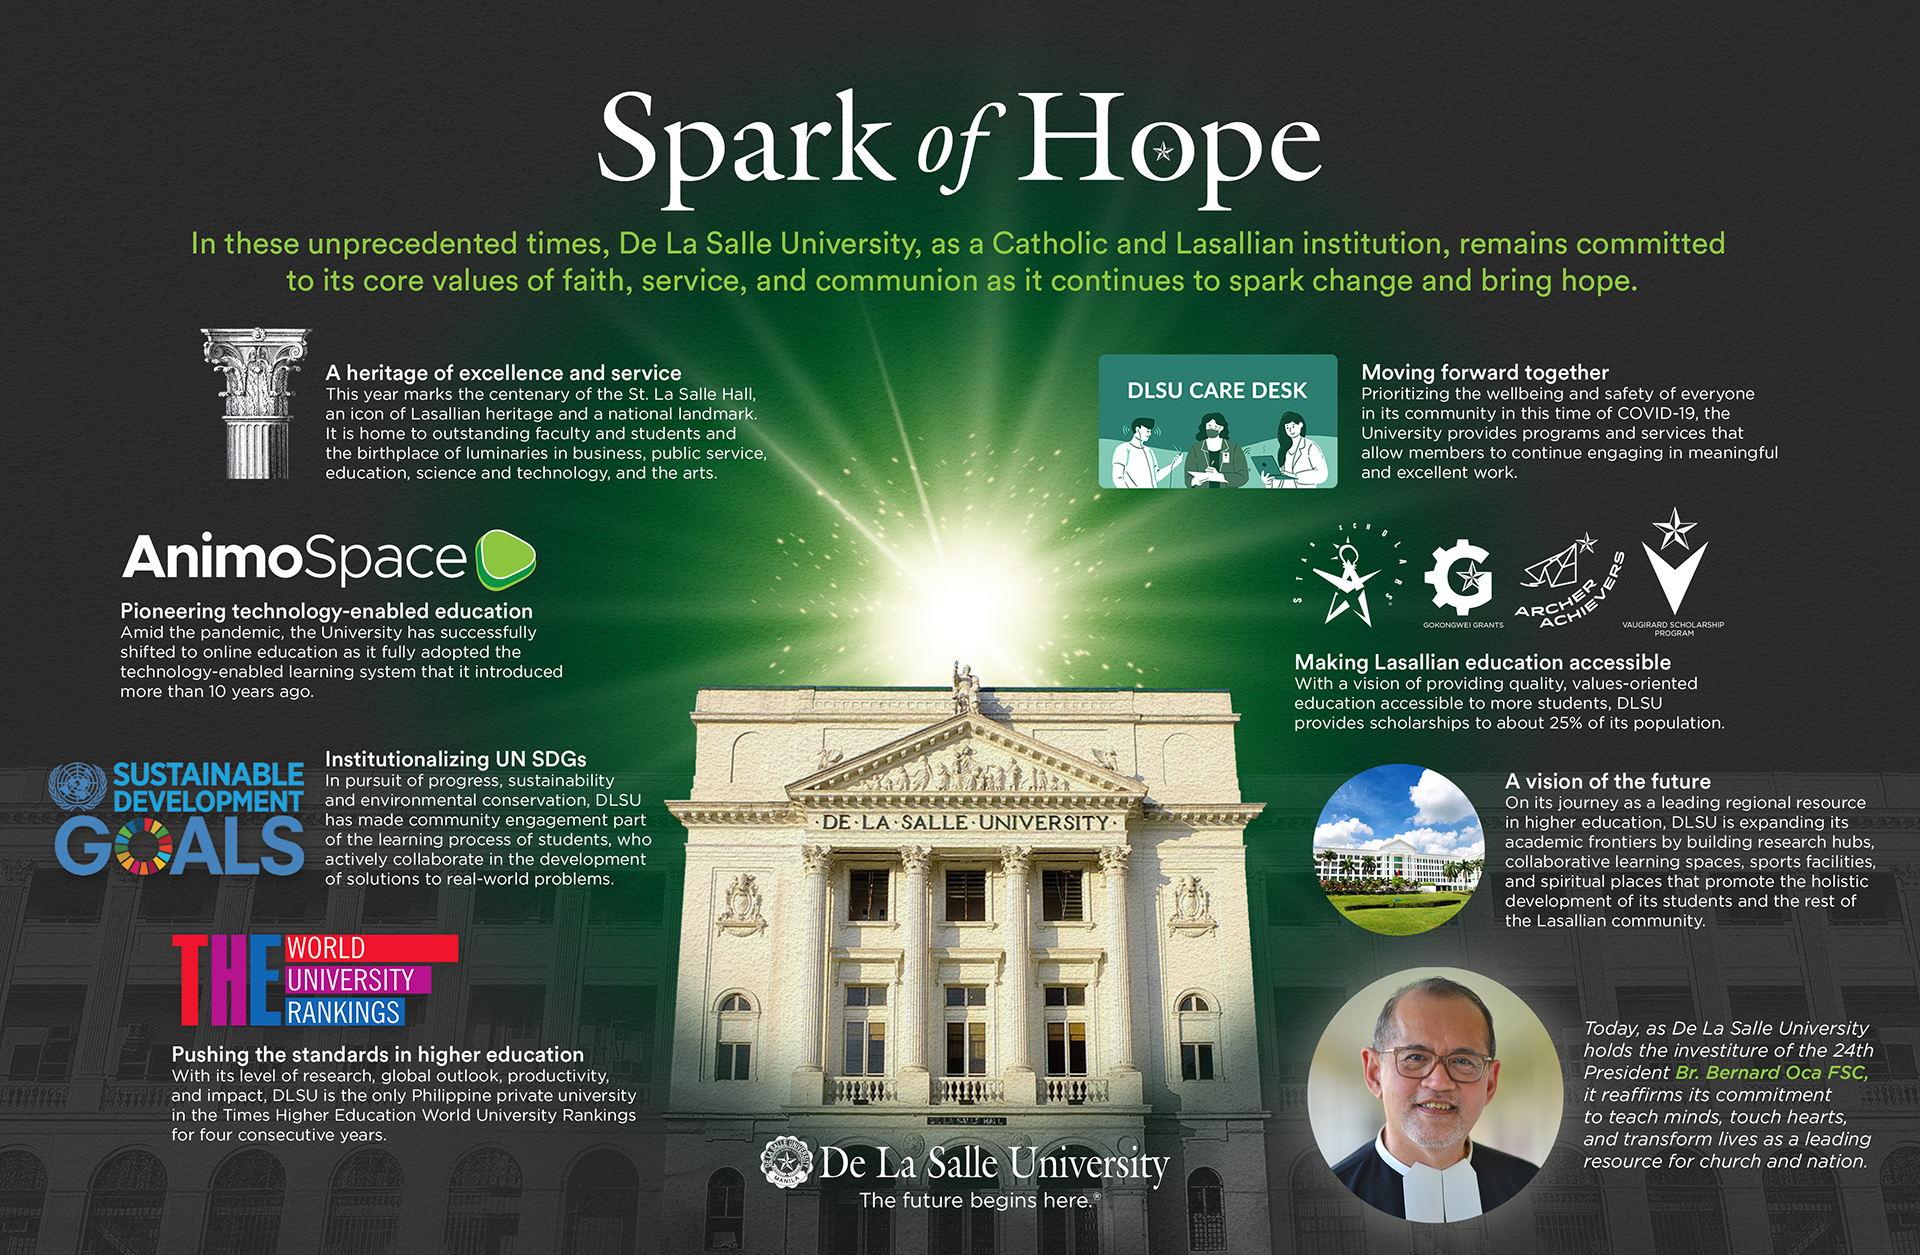 Spark of Hope
In these unprecedented times, De La Salle University, as a Catholic and Lasallian institution, remains committed
to its core values of faith, service, and communion as it continues to spark change and bring hope.
A heritage of excellence and service
This year marks the centenary of the St. La Salle Hall,
an icon of Lasallian heritage and a national landmark.
It is home to outstanding faculty and students and
the birthplace of luminaries in business, public service,
education, science and technology, and the arts.
AnimoSpace
Pioneering technology-enabled education
Amid the pandemic, the University has successfully
shifted to online education as it fully adopted the
technology-enabled learning system that it introduced
more than 10 years ago.
SUSTAINABLE
DEVELOPMENT
GOALS
Institutionalizing UN SDGs
In pursuit of progress, sustainability
and environmental conservation, DLSU
has made community engagement part
of the learning process of students, who
actively collaborate in the development
of solutions to real-world problems.
THE WORLD
UNIVERSITY
RANKINGS
Pushing the standards in higher education
With its level of research, global outlook, productivity,
and impact, DLSU is the only Philippine private university
in the Times Higher Education World University Rankings
for four consecutive years.
DLSU CARE DESK
Moving forward together
Prioritizing the wellbeing and safety of everyone
in its community in this time of COVID-19, the
University provides programs and services that
allow members to continue engaging in meaningful
and excellent work.
STAR SCHOLARS
G
GOKONGWEI GRANTS
ARCHER
ACHIEVERS
VAUGIRARD SCHOLARSHIP
PROGRAM
Making Lasallian education accessible
With a vision of providing quality, values-oriented
education accessible to more students, DLSU
provides scholarships to about 25% of its population.
A vision of the future
On its journey as a leading regional resource
in higher education, DLSU is expanding its
academic frontiers by building research hubs,
collaborative learning spaces, sports facilities,
and spiritual places that promote the holistic
development of its students and the rest of
the Lasallian community.
Today, as De La Salle University
holds the investiture of the 24th
President Br. Bernard Oca FSC,
it reaffirms its commitment
to teach minds, touch hearts,
and transform lives as a leading
resource for church and nation.
·DE·LA·SALLE·UNIVERSITY·
ST. LA SALLE HALL
DE LA SALLE UNIVERSITY
MANILA
De La Salle University
The future begins here.®